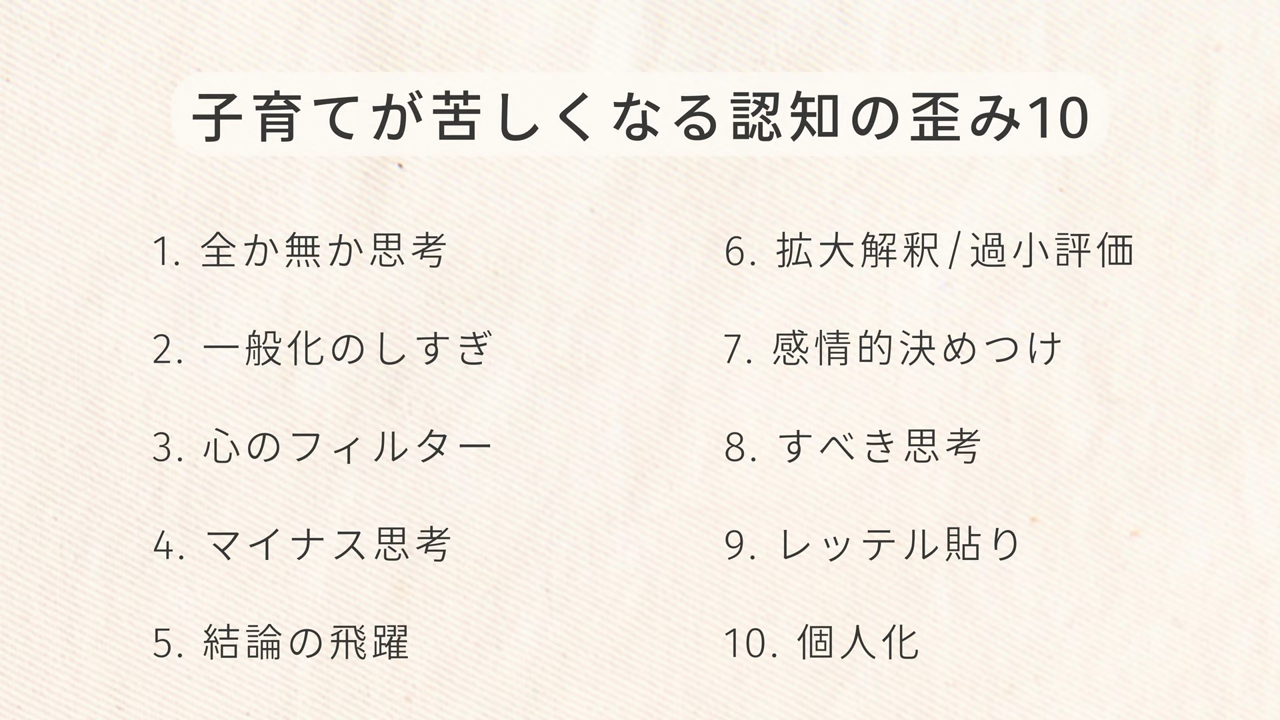 子育てが苦しくなる認知の歪み10
1. 全か無か思考
2. 一般化のしすぎ
3. 心のフィルター
4. マイナス思考
5. 結論の飛躍
6. 拡大解釈/過小評価
7. 感情的決めつけ
8. すべき思考
9. レッテル貼り
10. 個人化